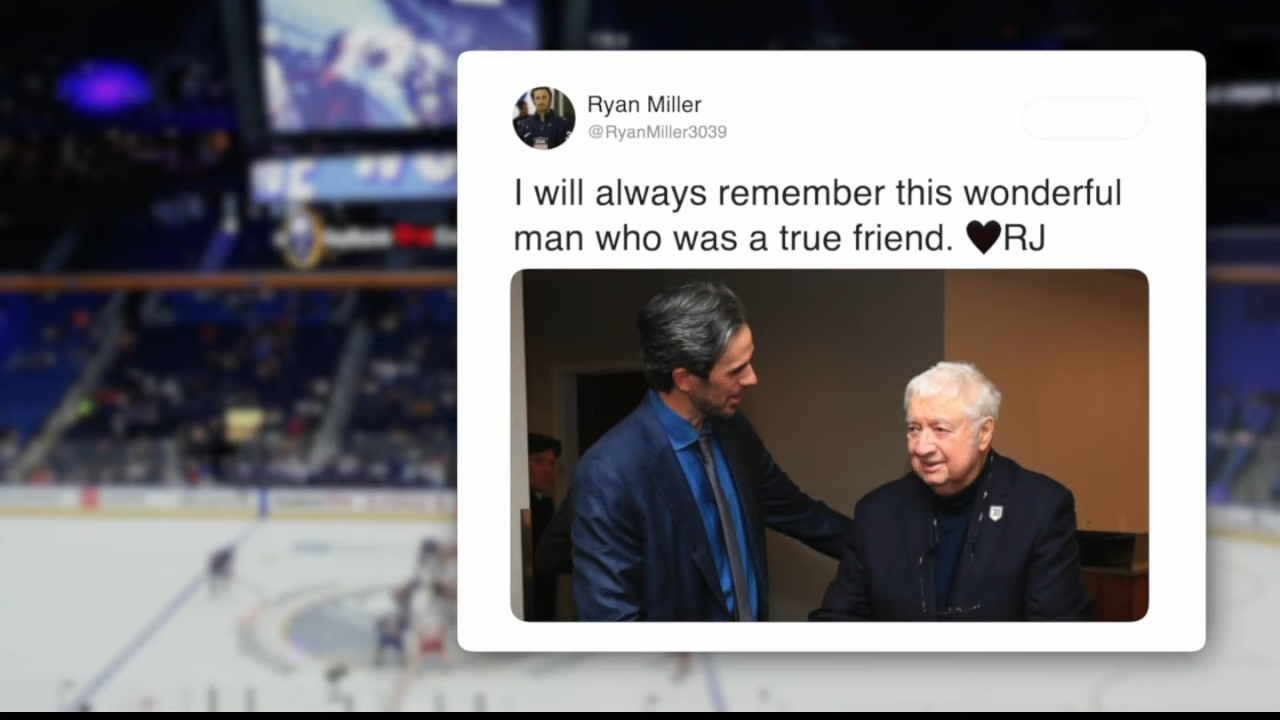 Ryan Miller
@RyanMiller3039
I will always remember this wonderful
man who was a true friend. 🖤RJ